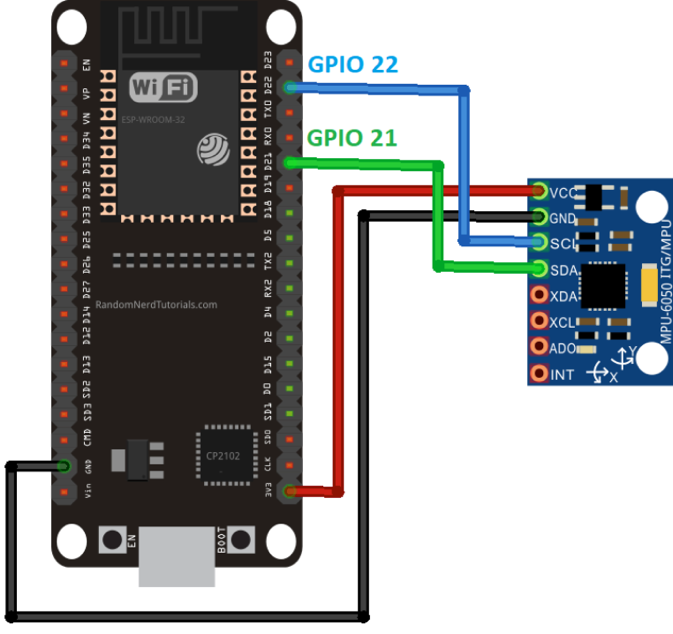 GPIO 22
GPIO 21
WiFi
ESP-WROOM-32
EN
VP
VN
D34
D35
D32
D33
D25
D26
D27
D14
D12
D13
SD2
SD3
CMD
GND
Vin
D23
D22
TX0
RX0
D21
D19
D18
D5
TX2
RX2
D4
D2
D15
D0
SD1
SD0
CLK
3V3
RandomNerdTutorials.com
CP2102
EN
BOOT
VCC
GND
SCL
SDA
XDA
XCL
ADO
INT
MPU-6050 ITG/MPU
Y
X